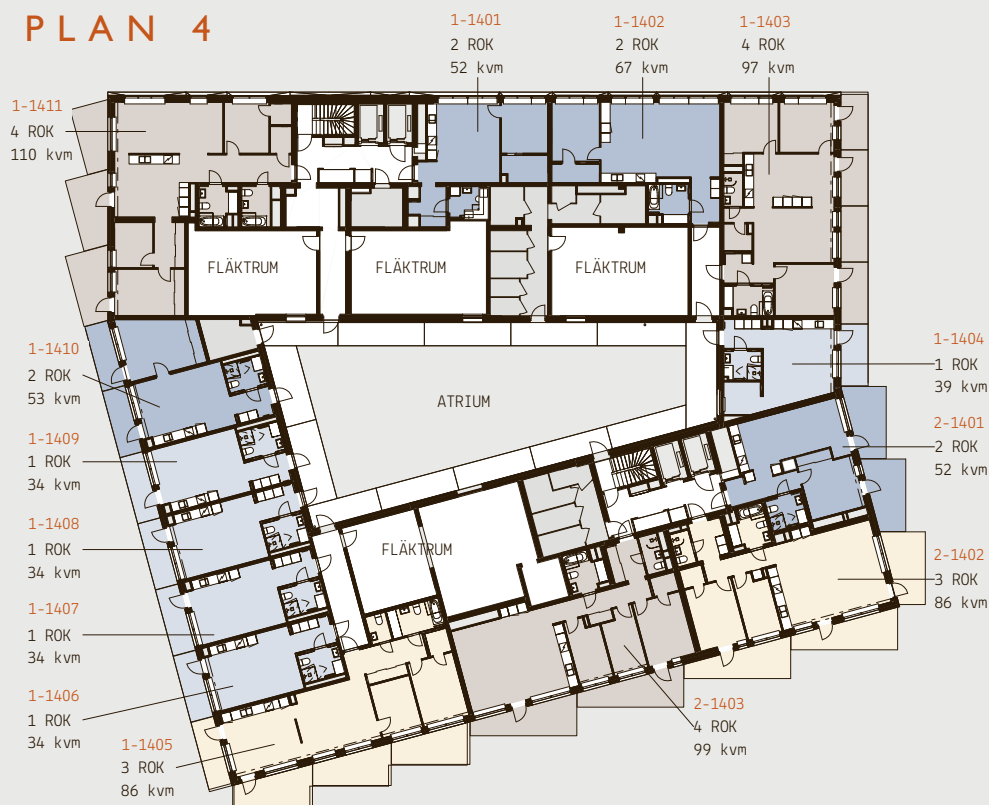 PLAN 4
1-1401
2 ROK
52 kvm
1-1402
2 ROK
67 kvm
1-1403
4 ROK
97 kvm
1-1411
4 ROK
110 kvm
FLÄKTRUM
FLÄKTRUM
FLÄKTRUM
1-1410
2 ROK
53 kvm
1-1404
1 ROK
39 kvm
ATRIUM
2-1401
2 ROK
52 kvm
1-1409
1 ROK
34 kvm
1-1408
1 ROK
34 kvm
FLÄKTRUM
2-1402
3 ROK
86 kvm
1-1407
1 ROK
34 kvm
1-1406
1 ROK
34 kvm
2-1403
4 ROK
99 kvm
1-1405
3 ROK
86 kvm